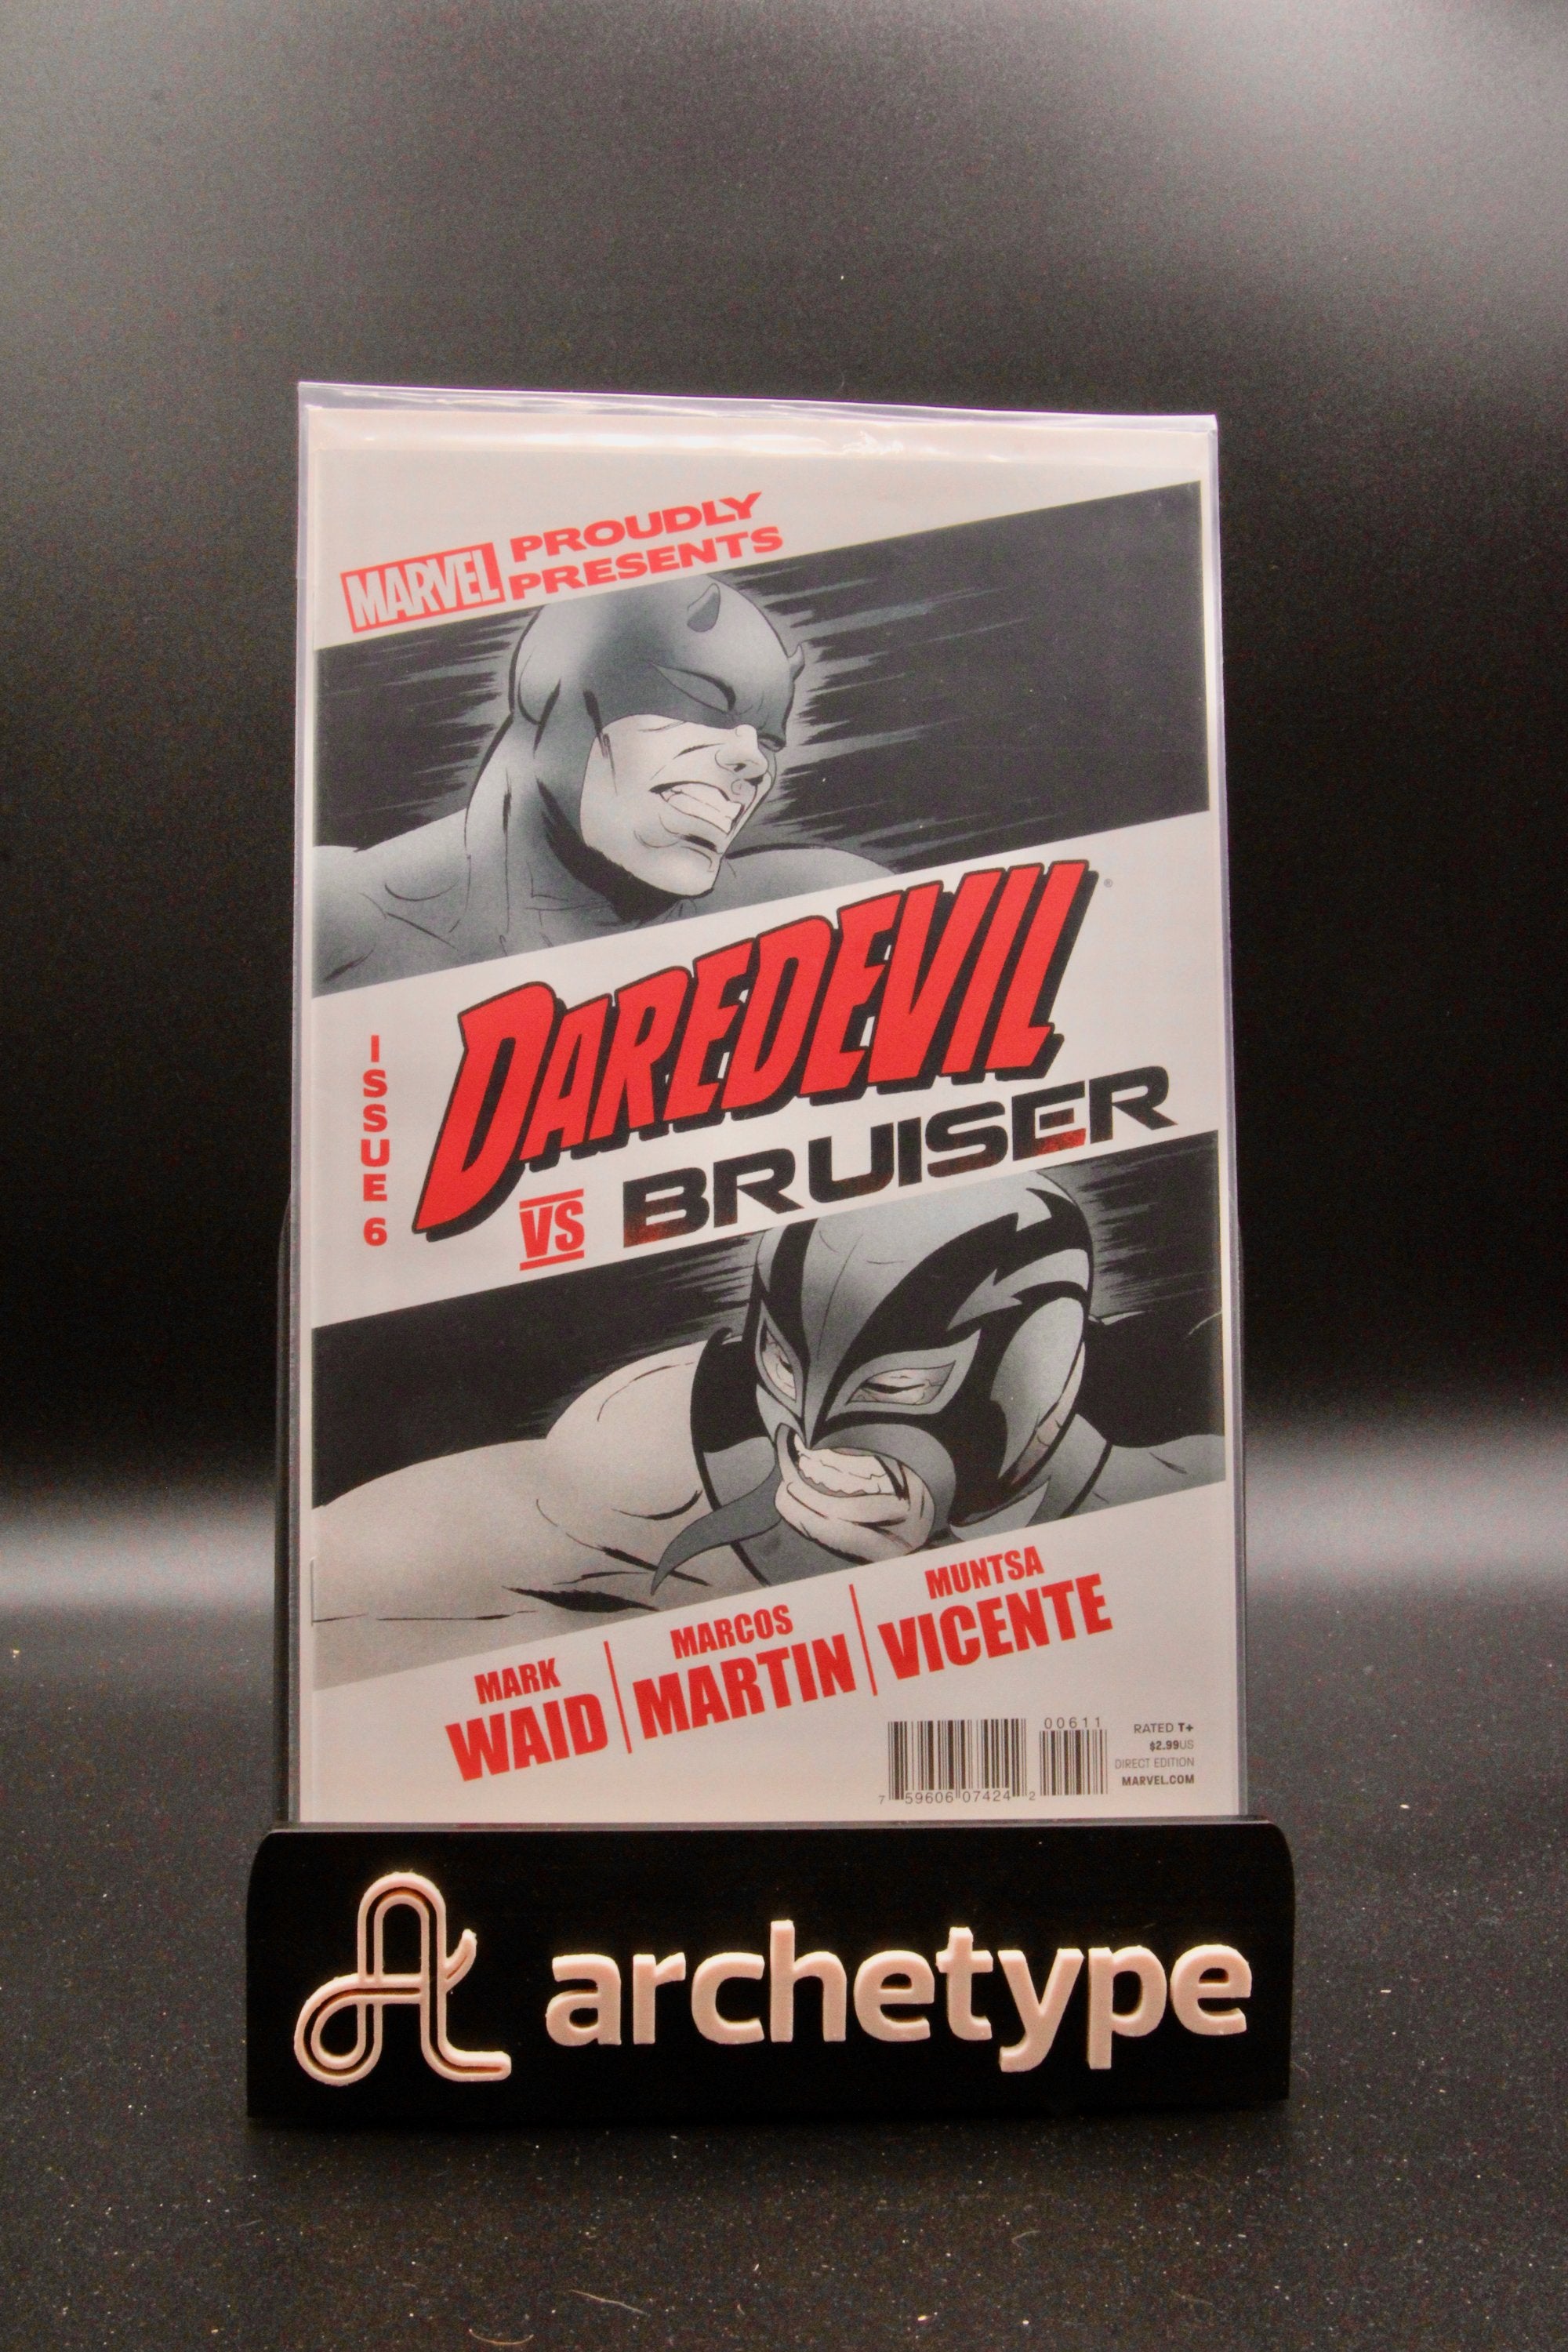 MARVEL PROUDLY
PRESENTS
DAREDEVIL®
ISSUE 6
VS BRUISER
MARK
WAID
MARCOS
MARTIN
MUNTSA
VICENTE
00611
7 59606 07424 2
RATED T+
$2.99US
DIRECT EDITION
MARVEL.COM
archetype